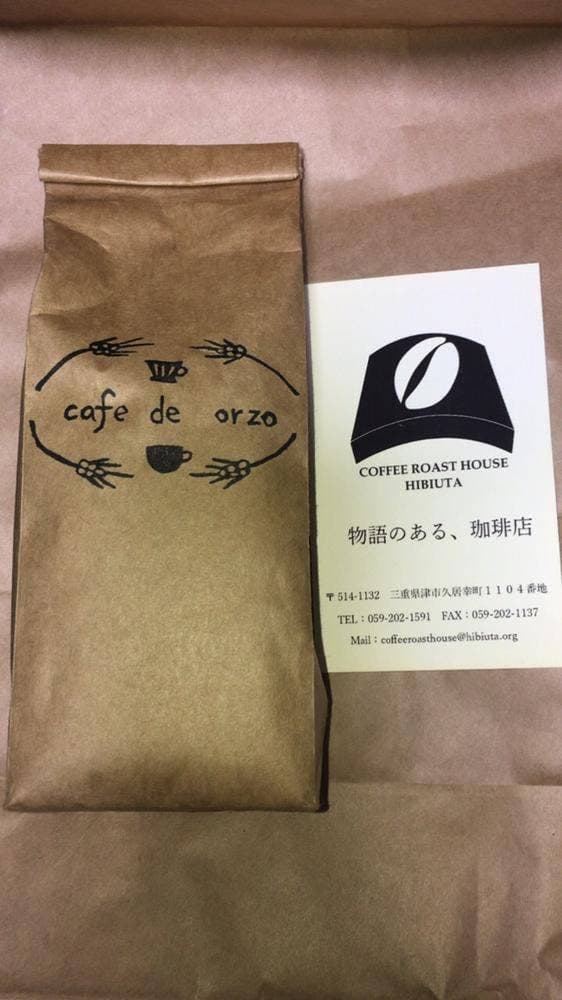 cafe de orzo
COFFEE ROAST HOUSE
HIBIUTA
物語のある、珈琲店
〒514-1132 三重県津市久居幸町１１０４番地
TEL：059-202-1591 FAX：059-202-1137
Mail：coffeeroasthouse@hibiuta.org